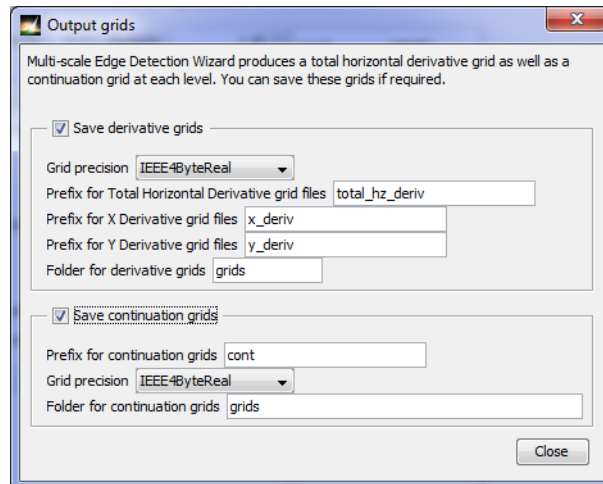 Output grids
Multi-scale Edge Detection Wizard produces a total horizontal derivative grid as well as a
continuation grid at each level. You can save these grids if required.
Save derivative grids
Grid precision IEEE4ByteReal
Prefix for Total Horizontal Derivative grid files total_hz_deriv
Prefix for X Derivative grid files x_deriv
Prefix for Y Derivative grid files y_deriv
Folder for derivative grids grids
Save continuation grids
Prefix for continuation grids cont
Grid precision IEEE4ByteReal
Folder for continuation grids grids
Close